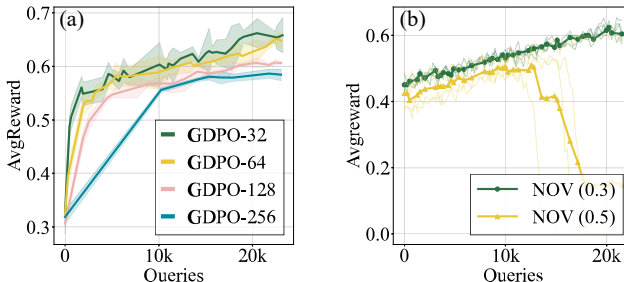 (a)
0.7
0.6
0.5
0.4
0.3
AvgReward
0
10k
20k
Queries
GDPO-32
GDPO-64
GDPO-128
GDPO-256
(b)
0.6
0.4
0.2
0.0
Avgreward
0
10k
20k
Queries
NOV (0.3)
NOV (0.5)